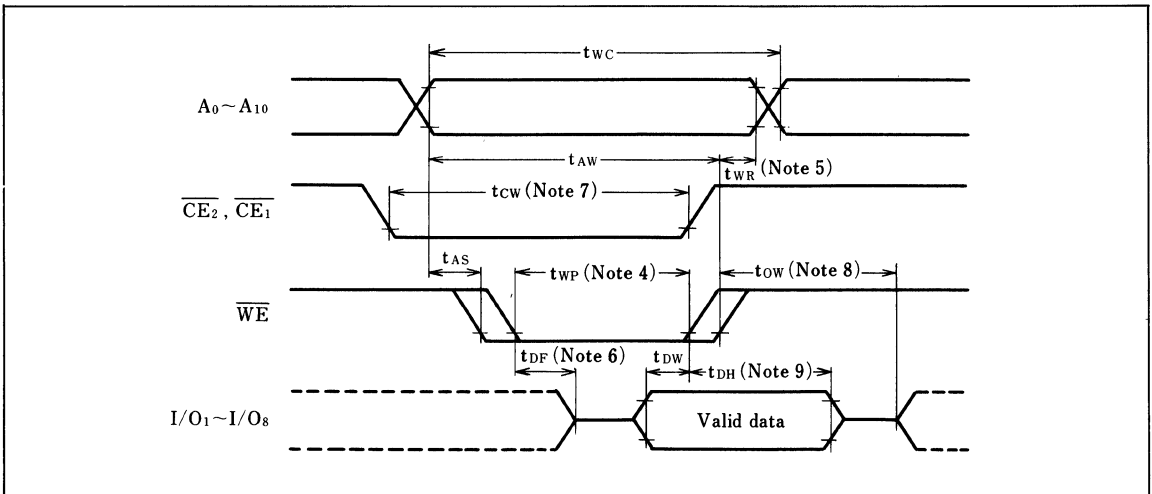 tWC
A0~A10
tAW
tWR (Note 5)
tCW (Note 7)
CE2, CE1
tAS
tWP (Note 4)
tOW (Note 8)
WE
tDF (Note 6)
tDW
tDH (Note 9)
I/O1~I/O8
Valid data